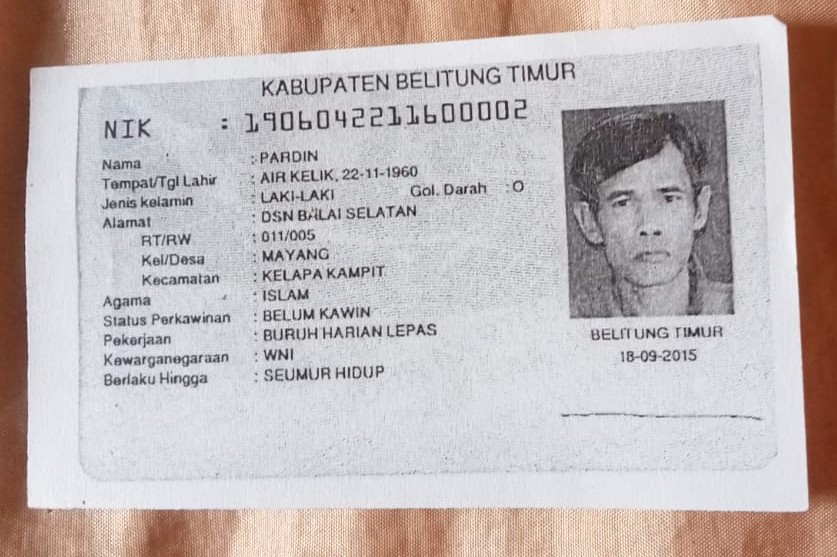 KABUPATEN BELITUNG TIMUR
NIK : 1906042211600002
Nama : PARDIN
Tempat/Tgl Lahir : AIR KELIK, 22-11-1960
Jenis kelamin : LAKI-LAKI Gol. Darah : O
Alamat : DSN BALAI SELATAN
RT/RW : 011/005
Kel/Desa : MAYANG
Kecamatan : KELAPA KAMPIT
Agama : ISLAM
Status Perkawinan : BELUM KAWIN
Pekerjaan : BURUH HARIAN LEPAS
Kewarganegaraan : WNI
Berlaku Hingga : SEUMUR HIDUP
BELITUNG TIMUR
18-09-2015